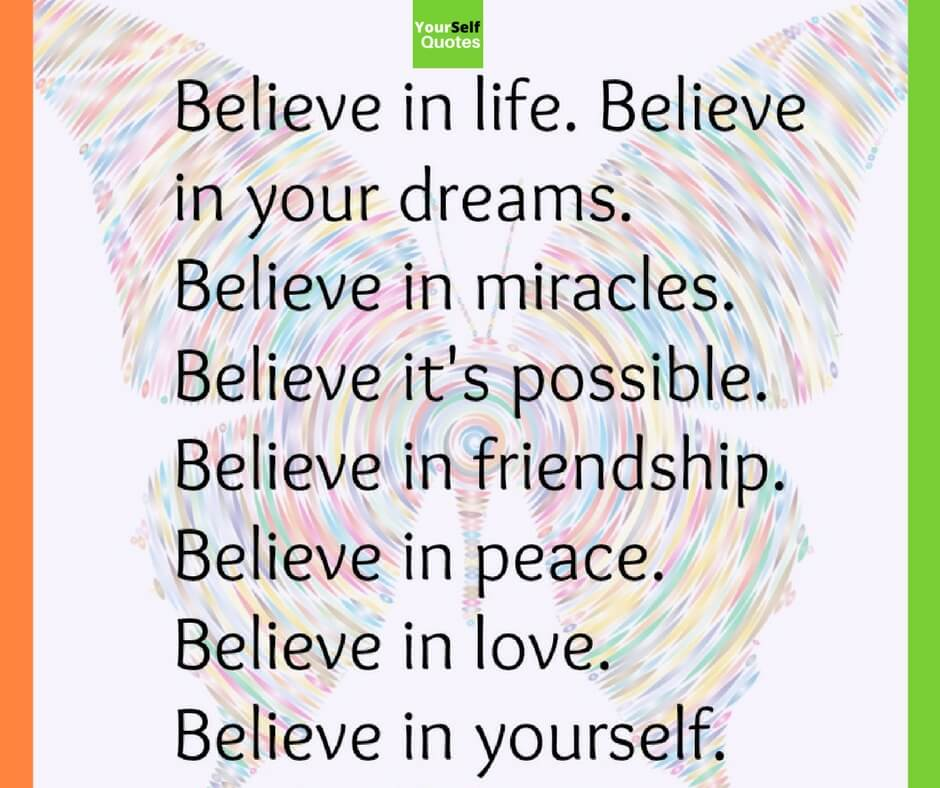 YourSelf
Quotes
Believe in life. Believe
in your dreams.
Believe in miracles.
Believe it's possible.
Believe in friendship.
Believe in peace.
Believe in love.
Believe in yourself.